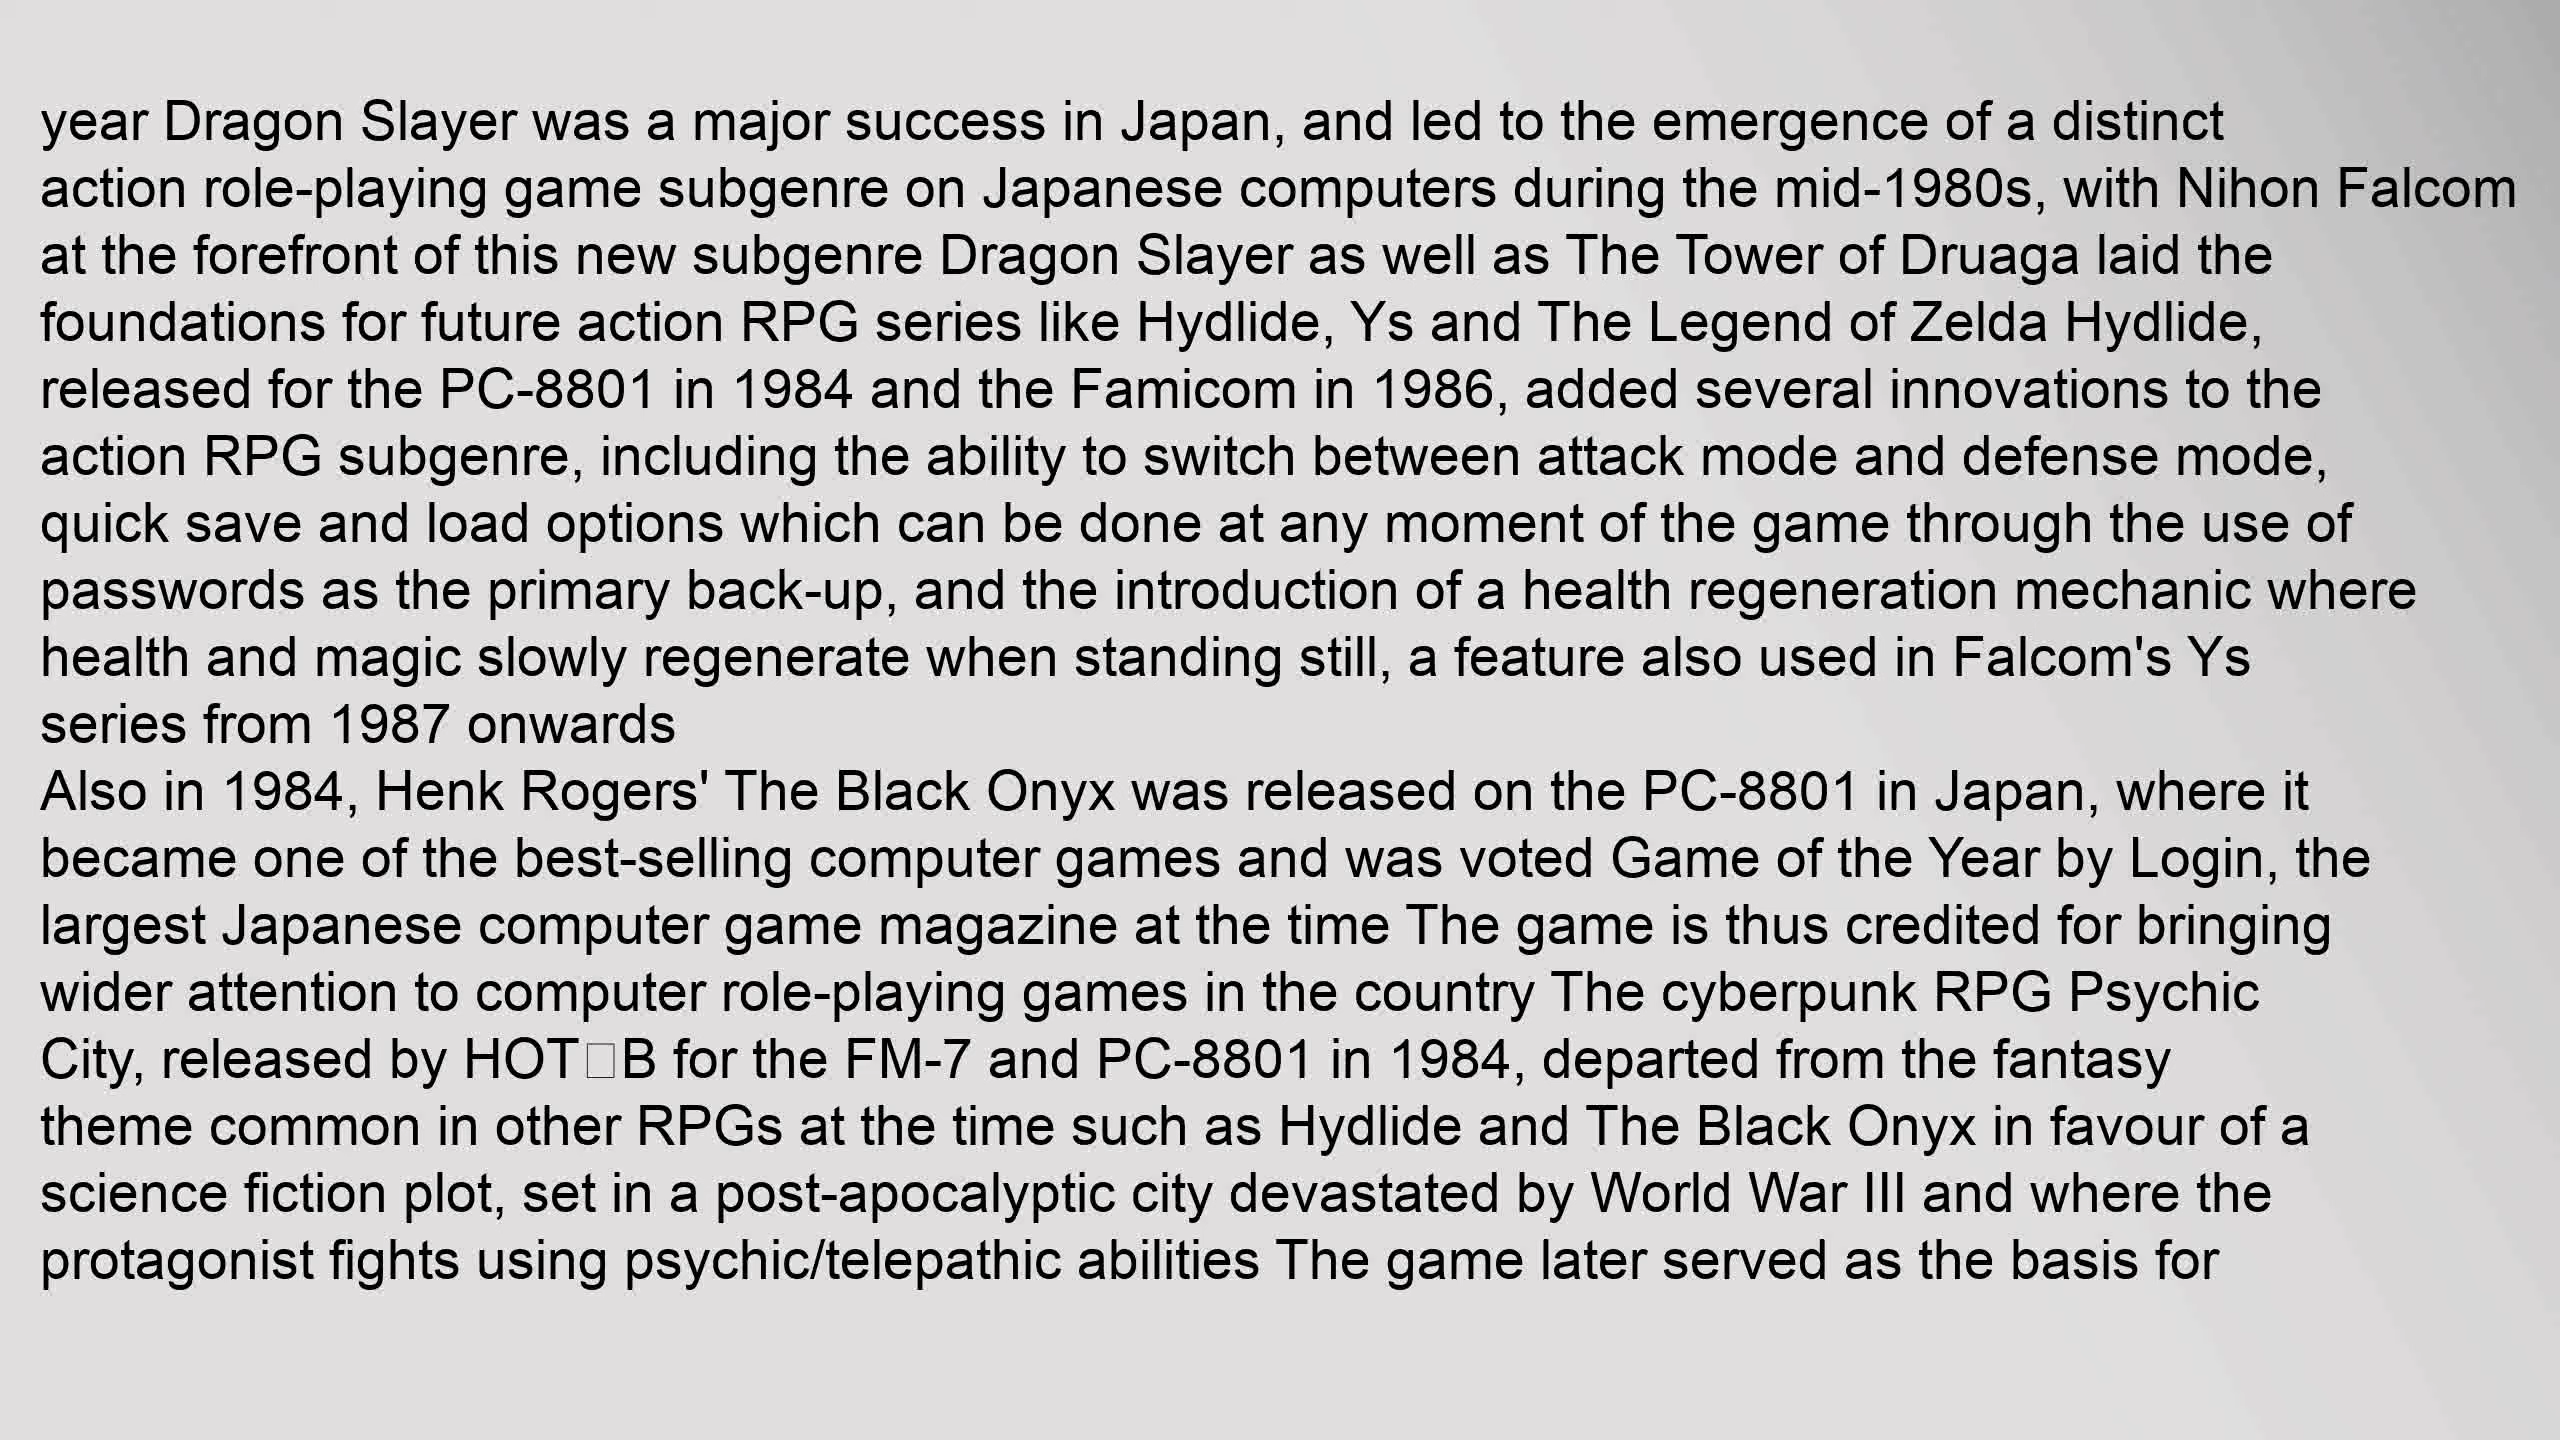 year Dragon Slayer was a major success in Japan, and led to the emergence of a distinct
action role-playing game subgenre on Japanese computers during the mid-1980s, with Nihon Falcom
at the forefront of this new subgenre Dragon Slayer as well as The Tower of Druaga laid the
foundations for future action RPG series like Hydlide, Ys and The Legend of Zelda Hydlide,
released for the PC-8801 in 1984 and the Famicom in 1986, added several innovations to the
action RPG subgenre, including the ability to switch between attack mode and defense mode,
quick save and load options which can be done at any moment of the game through the use of
passwords as the primary back-up, and the introduction of a health regeneration mechanic where
health and magic slowly regenerate when standing still, a feature also used in Falcom's Ys
series from 1987 onwards
Also in 1984, Henk Rogers' The Black Onyx was released on the PC-8801 in Japan, where it
became one of the best-selling computer games and was voted Game of the Year by Login, the
largest Japanese computer game magazine at the time The game is thus credited for bringing
wider attention to computer role-playing games in the country The cyberpunk RPG Psychic
City, released by HOT□B for the FM-7 and PC-8801 in 1984, departed from the fantasy
theme common in other RPGs at the time such as Hydlide and The Black Onyx in favour of a
science fiction plot, set in a post-apocalyptic city devastated by World War III and where the
protagonist fights using psychic/telepathic abilities The game later served as the basis for